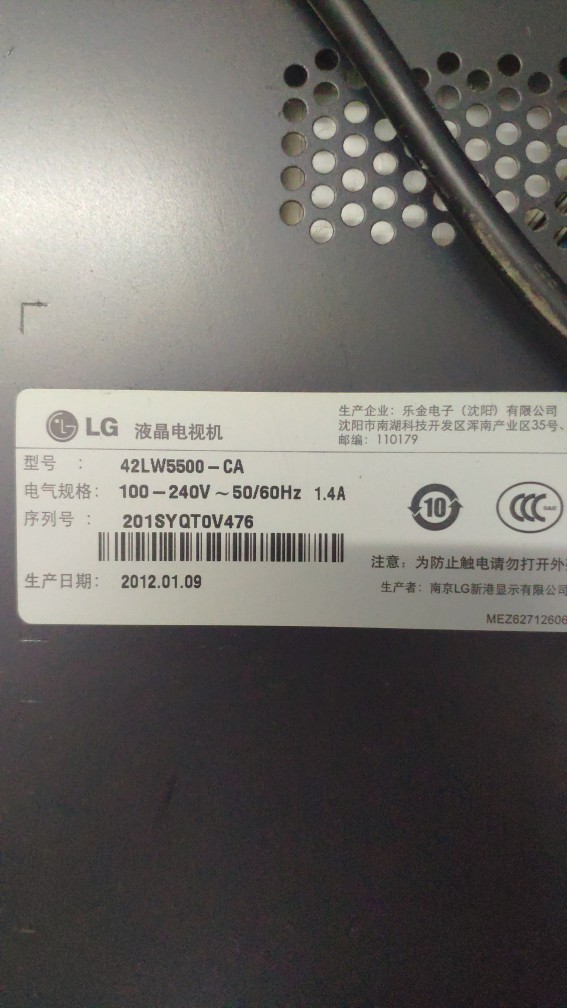 LG 液晶电视机
生产企业：乐金电子（沈阳）有限公司
沈阳市南湖科技开发区浑南产业区35号、
邮编：110179
型号 ： 42LW5500-CA
电气规格： 100-240V～50/60Hz 1.4A
序列号 ： 201SYQT0V476
10
CCC
注意：为防止触电请勿打开外
生产日期： 2012.01.09
生产者：南京LG新港显示有限公司
MEZ62712606